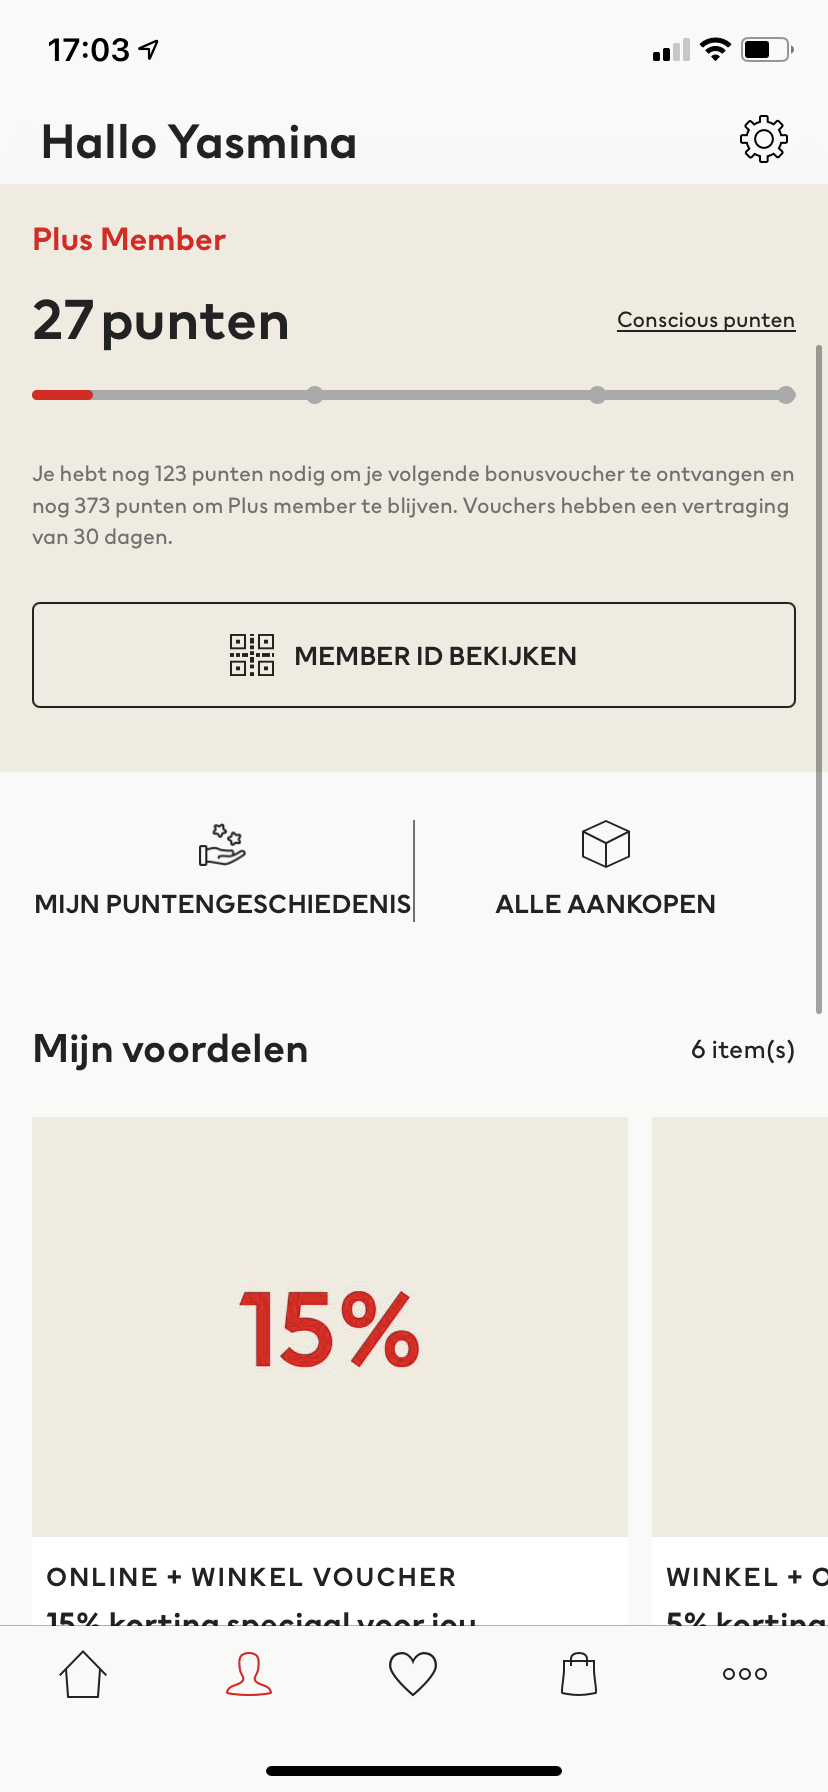 17:03
Hallo Yasmina
Plus Member
27 punten
Conscious punten
Je hebt nog 123 punten nodig om je volgende bonusvoucher te ontvangen en
nog 373 punten om Plus member te blijven. Vouchers hebben een vertraging
van 30 dagen.
MEMBER ID BEKIJKEN
MIJN PUNTENGESCHIEDENIS
ALLE AANKOPEN
Mijn voordelen
6 item(s)
15%
ONLINE + WINKEL VOUCHER
15% korting speciaal voor jou
WINKEL + O
5% korting